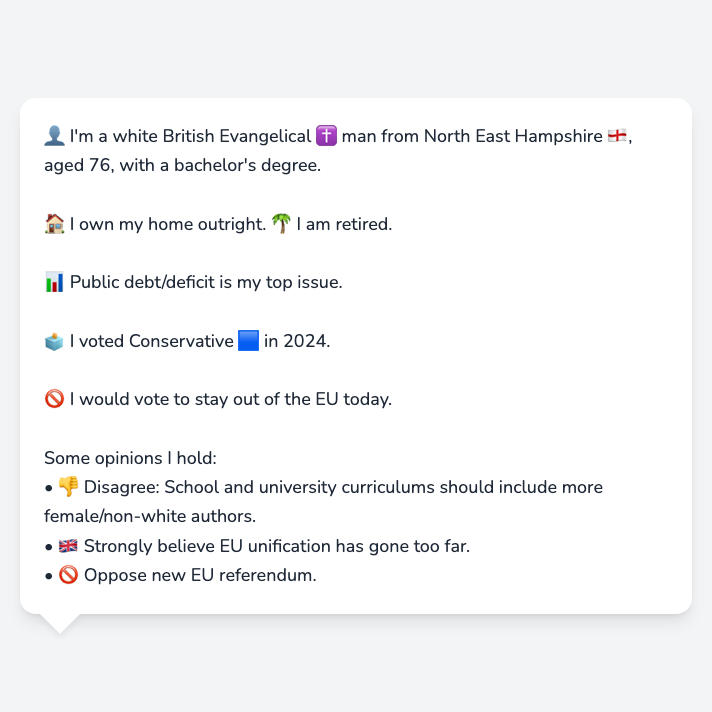 👤 I'm a white British Evangelical ✝️ man from North East Hampshire 🏴󠁧󠁢󠁥󠁮󠁧󠁿,
aged 76, with a bachelor's degree.
🏠 I own my home outright. 🌴 I am retired.
📊 Public debt/deficit is my top issue.
🗳️ I voted Conservative 🟦 in 2024.
🚫 I would vote to stay out of the EU today.
Some opinions I hold:
• 👎 Disagree: School and university curriculums should include more
female/non-white authors.
• 🇬🇧 Strongly believe EU unification has gone too far.
• 🚫 Oppose new EU referendum.